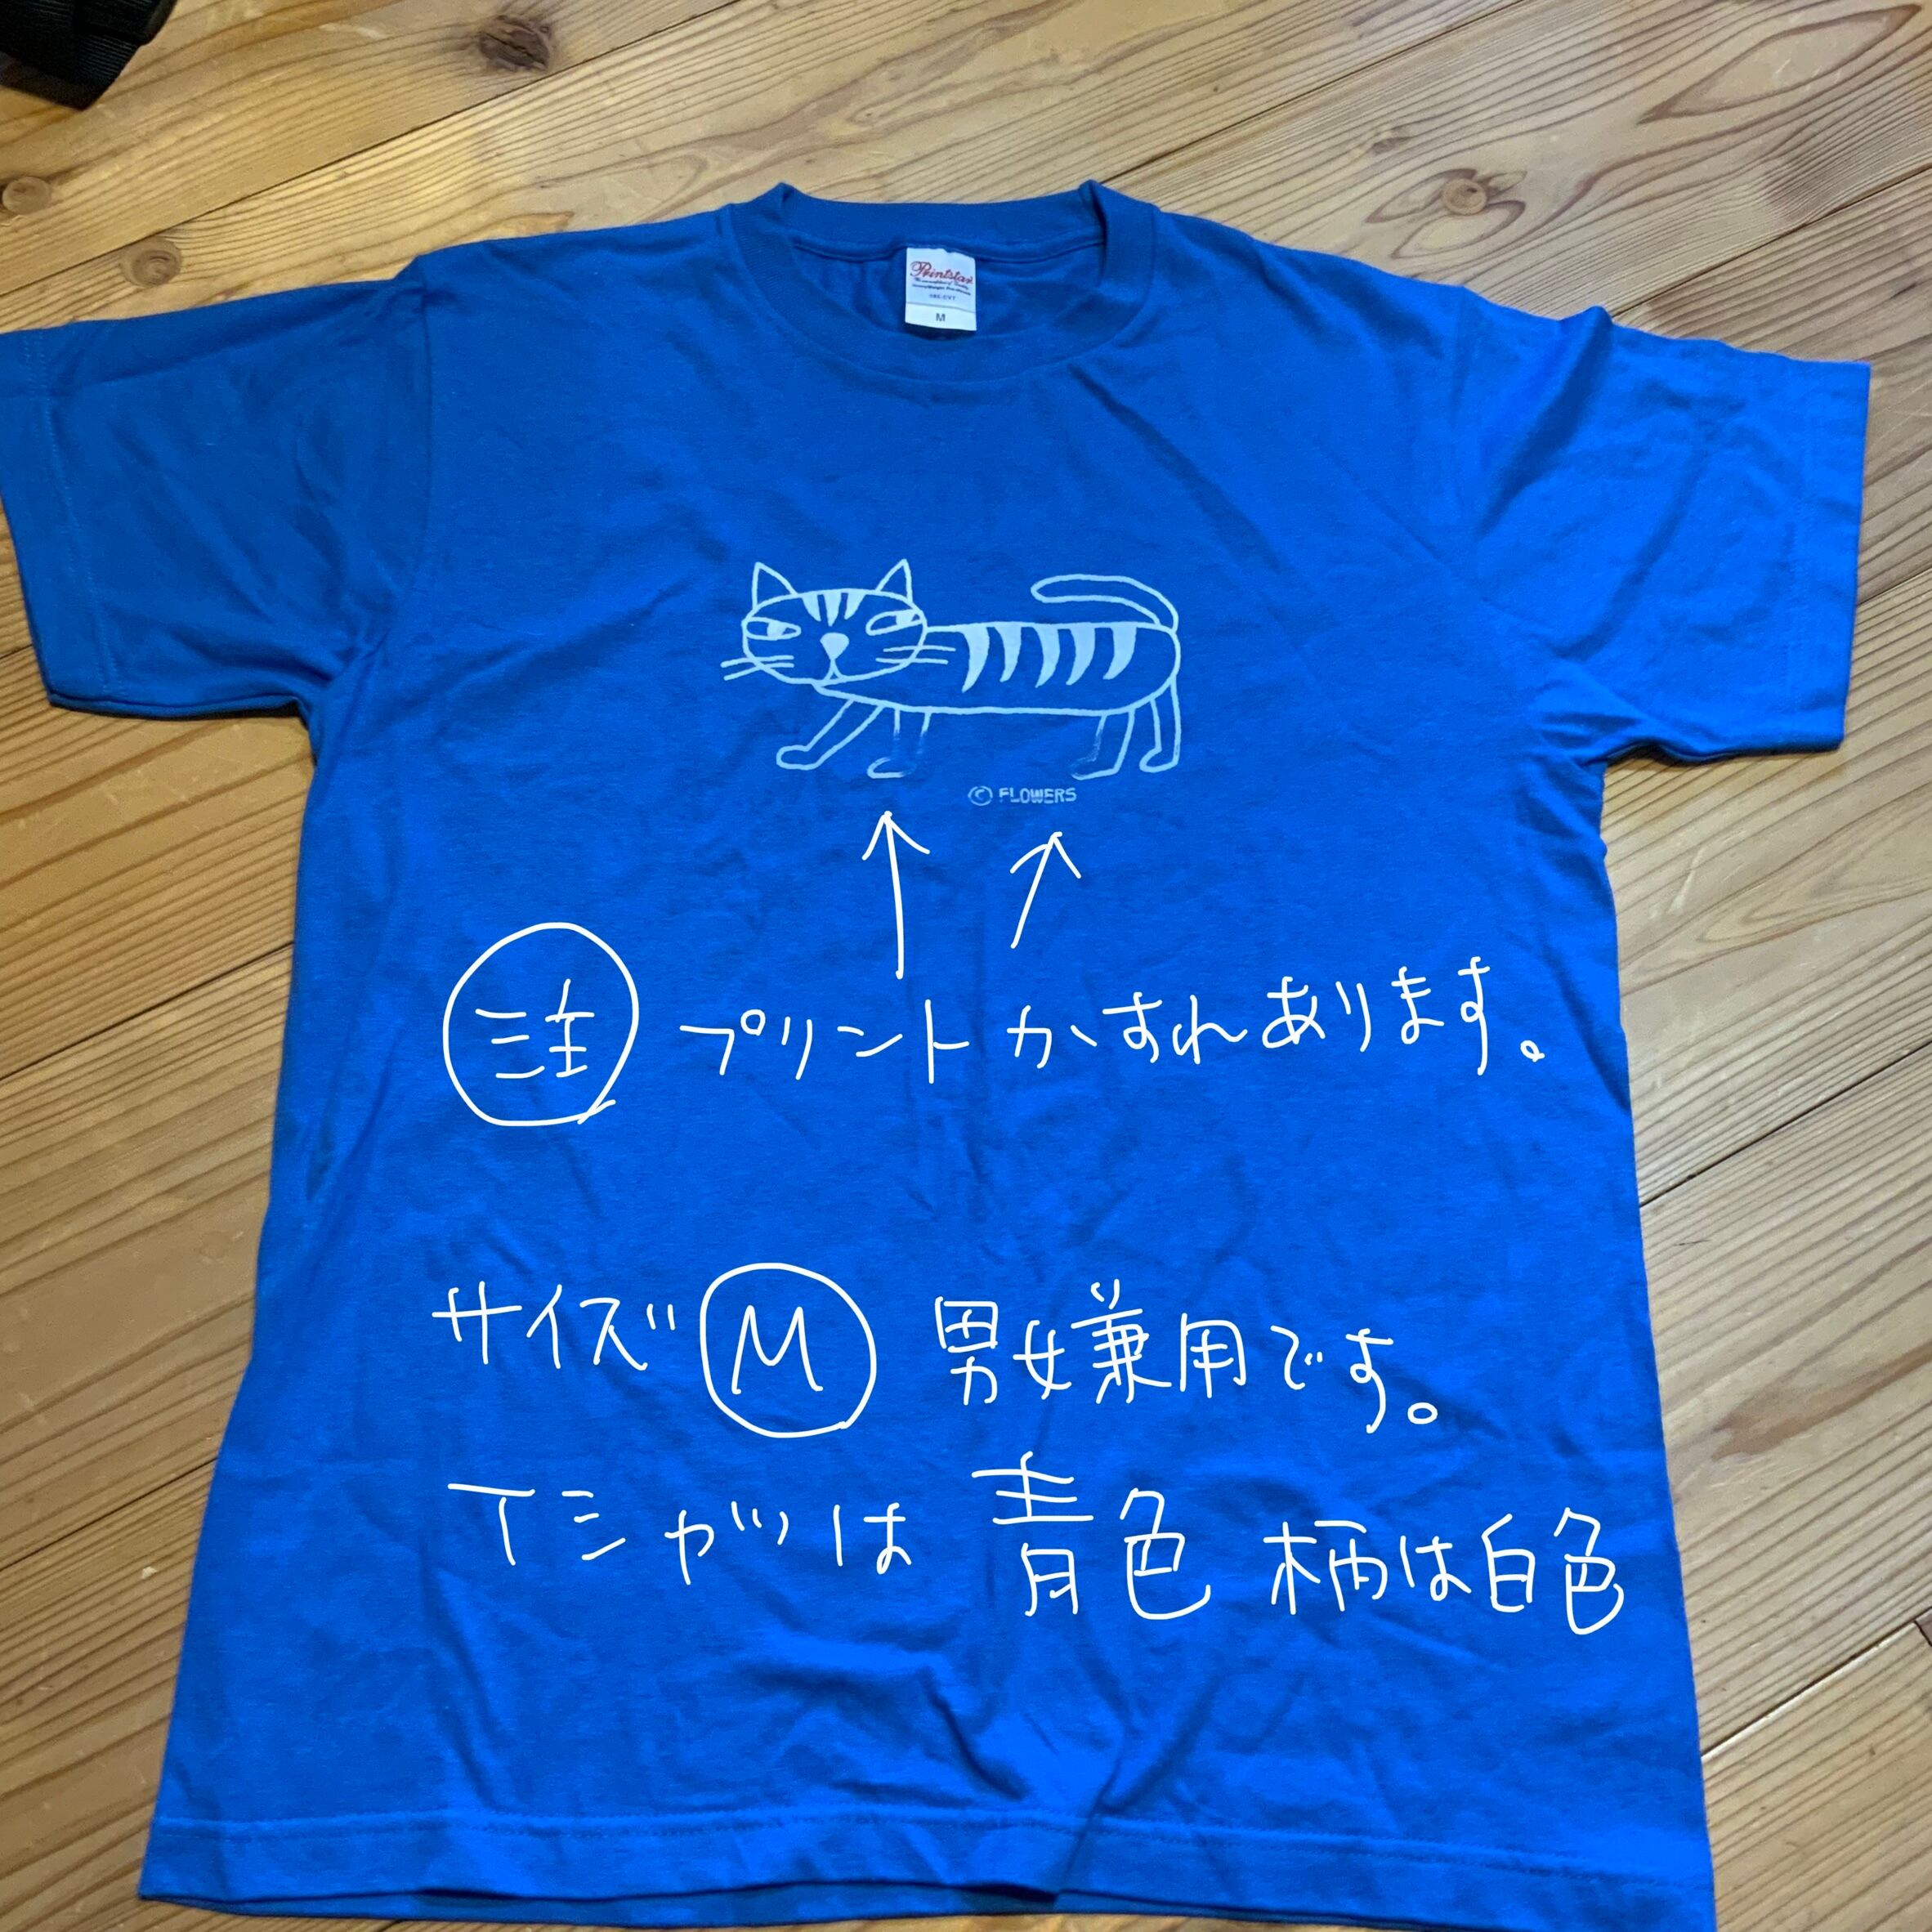 Printstar
M
© FLOWERS
註 プリントかすれあります。
サイズ M 男女兼用です。
Tシャツは 青色 柄は白色